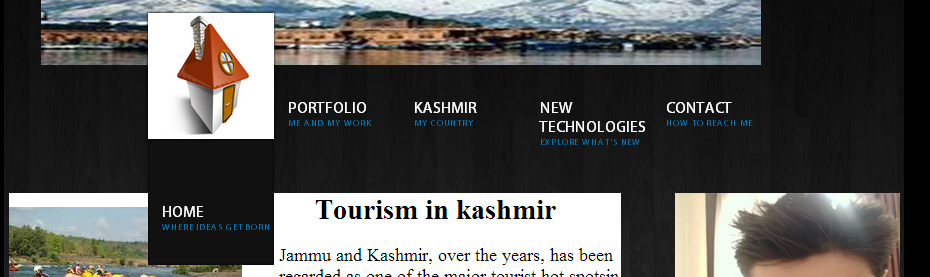 PORTFOLIO
ME AND MY WORK
KASHMIR
MY COUNTRY
NEW
TECHNOLOGIES
EXPLORE WHAT'S NEW
CONTACT
HOW TO REACH ME
HOME
WHERE IDEAS GET BORN
Tourism in kashmir
Jammu and Kashmir, over the years, has been
regarded as one of the major tourist hot spotsin